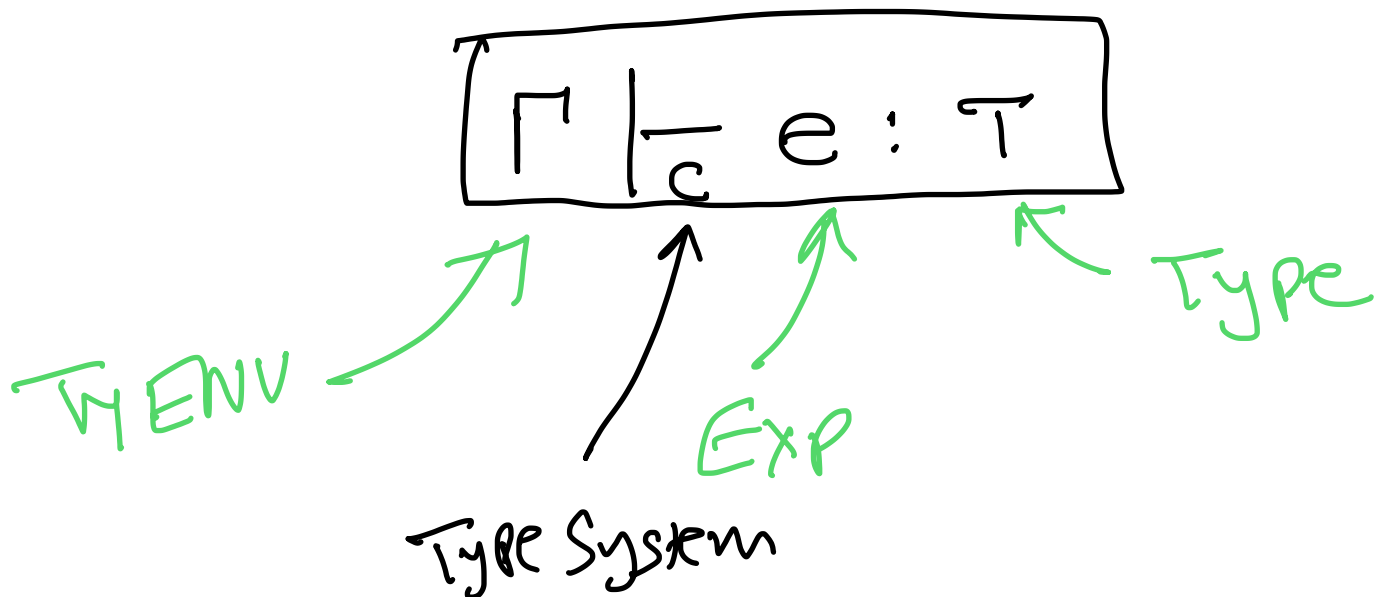 Γ ⊢c e : T
Type
TyENV
Exp
Type System